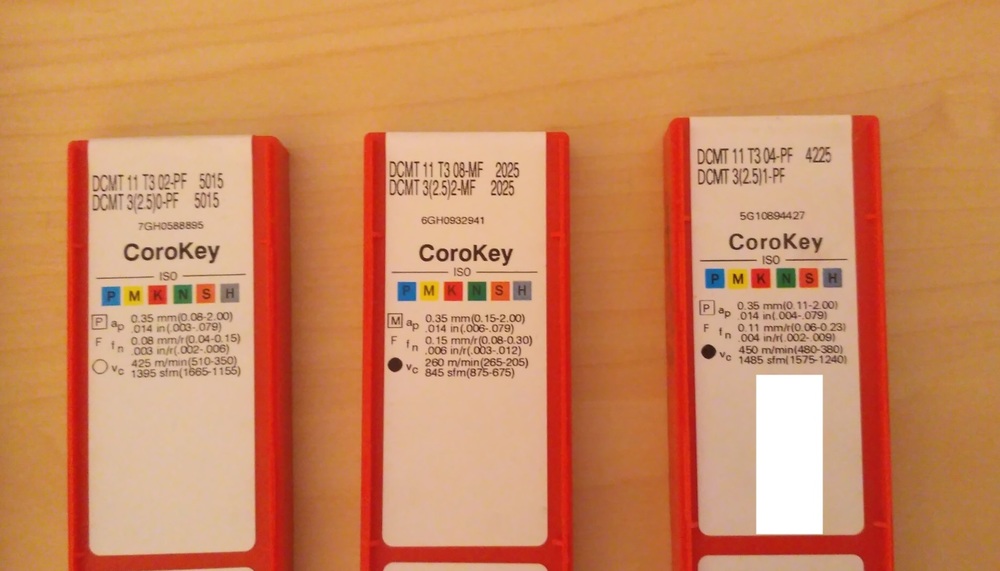 DCMT 11 T3 02-PF 5015
DCMT 3(2.5)0-PF 5015
7GH0588895
CoroKey
ISO
P M K N S H
P ap 0.35 mm(0.08-2.00)
.014 in(.003-.079)
F fn 0.08 mm/r(0.04-0.15)
.003 in/r(.002-.006)
vc 425 m/min(510-350)
1395 sfm(1665-1155)
DCMT 11 T3 08-MF 2025
DCMT 3(2.5)2-MF 2025
6GH0932941
CoroKey
ISO
P M K N S H
M ap 0.35 mm(0.15-2.00)
.014 in(.006-.079)
F fn 0.15 mm/r(0.08-0.30)
.006 in/r(.003-.012)
vc 260 m/min(265-205)
845 sfm(875-675)
DCMT 11 T3 04-PF 4225
DCMT 3(2.5)1-PF
5G10894427
CoroKey
ISO
P M K N S H
P ap 0.35 mm(0.11-2.00)
.014 in(.004-.079)
F fn 0.11 mm/r(0.06-0.23)
.004 in/r(.002-.009)
vc 450 m/min(480-380)
1485 sfm(1575-1240)